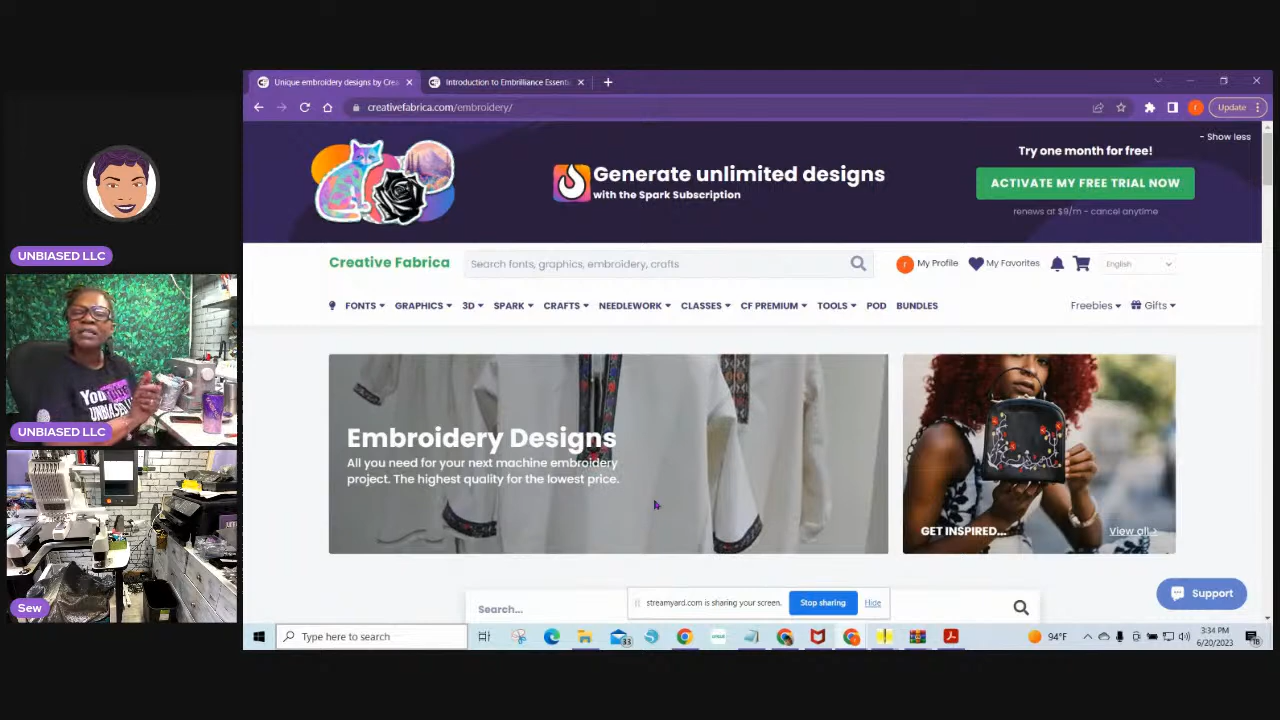 Unique embroidery designs by Crea
Introduction to Embrilliance Essenti
creativefabrica.com/embroidery/
Update
- Show less
Generate unlimited designs
with the Spark Subscription
Try one month for free!
ACTIVATE MY FREE TRIAL NOW
renews at $9/m - cancel anytime
Creative Fabrica
Search fonts, graphics, embroidery, crafts
My Profile
My Favorites
English
FONTS
GRAPHICS
3D
SPARK
CRAFTS
NEEDLEWORK
CLASSES
CF PREMIUM
TOOLS
POD
BUNDLES
Freebies
Gifts
Embroidery Designs
All you need for your next machine embroidery
project. The highest quality for the lowest price.
GET INSPIRED...
View all >
Search...
streamyard.com is sharing your screen.
Stop sharing
Hide
Support
Type here to search
33
94°F
3:34 PM
6/20/2023
18
UNBIASED LLC
YouTube
UNBIASED
UNBIASED LLC
Sew